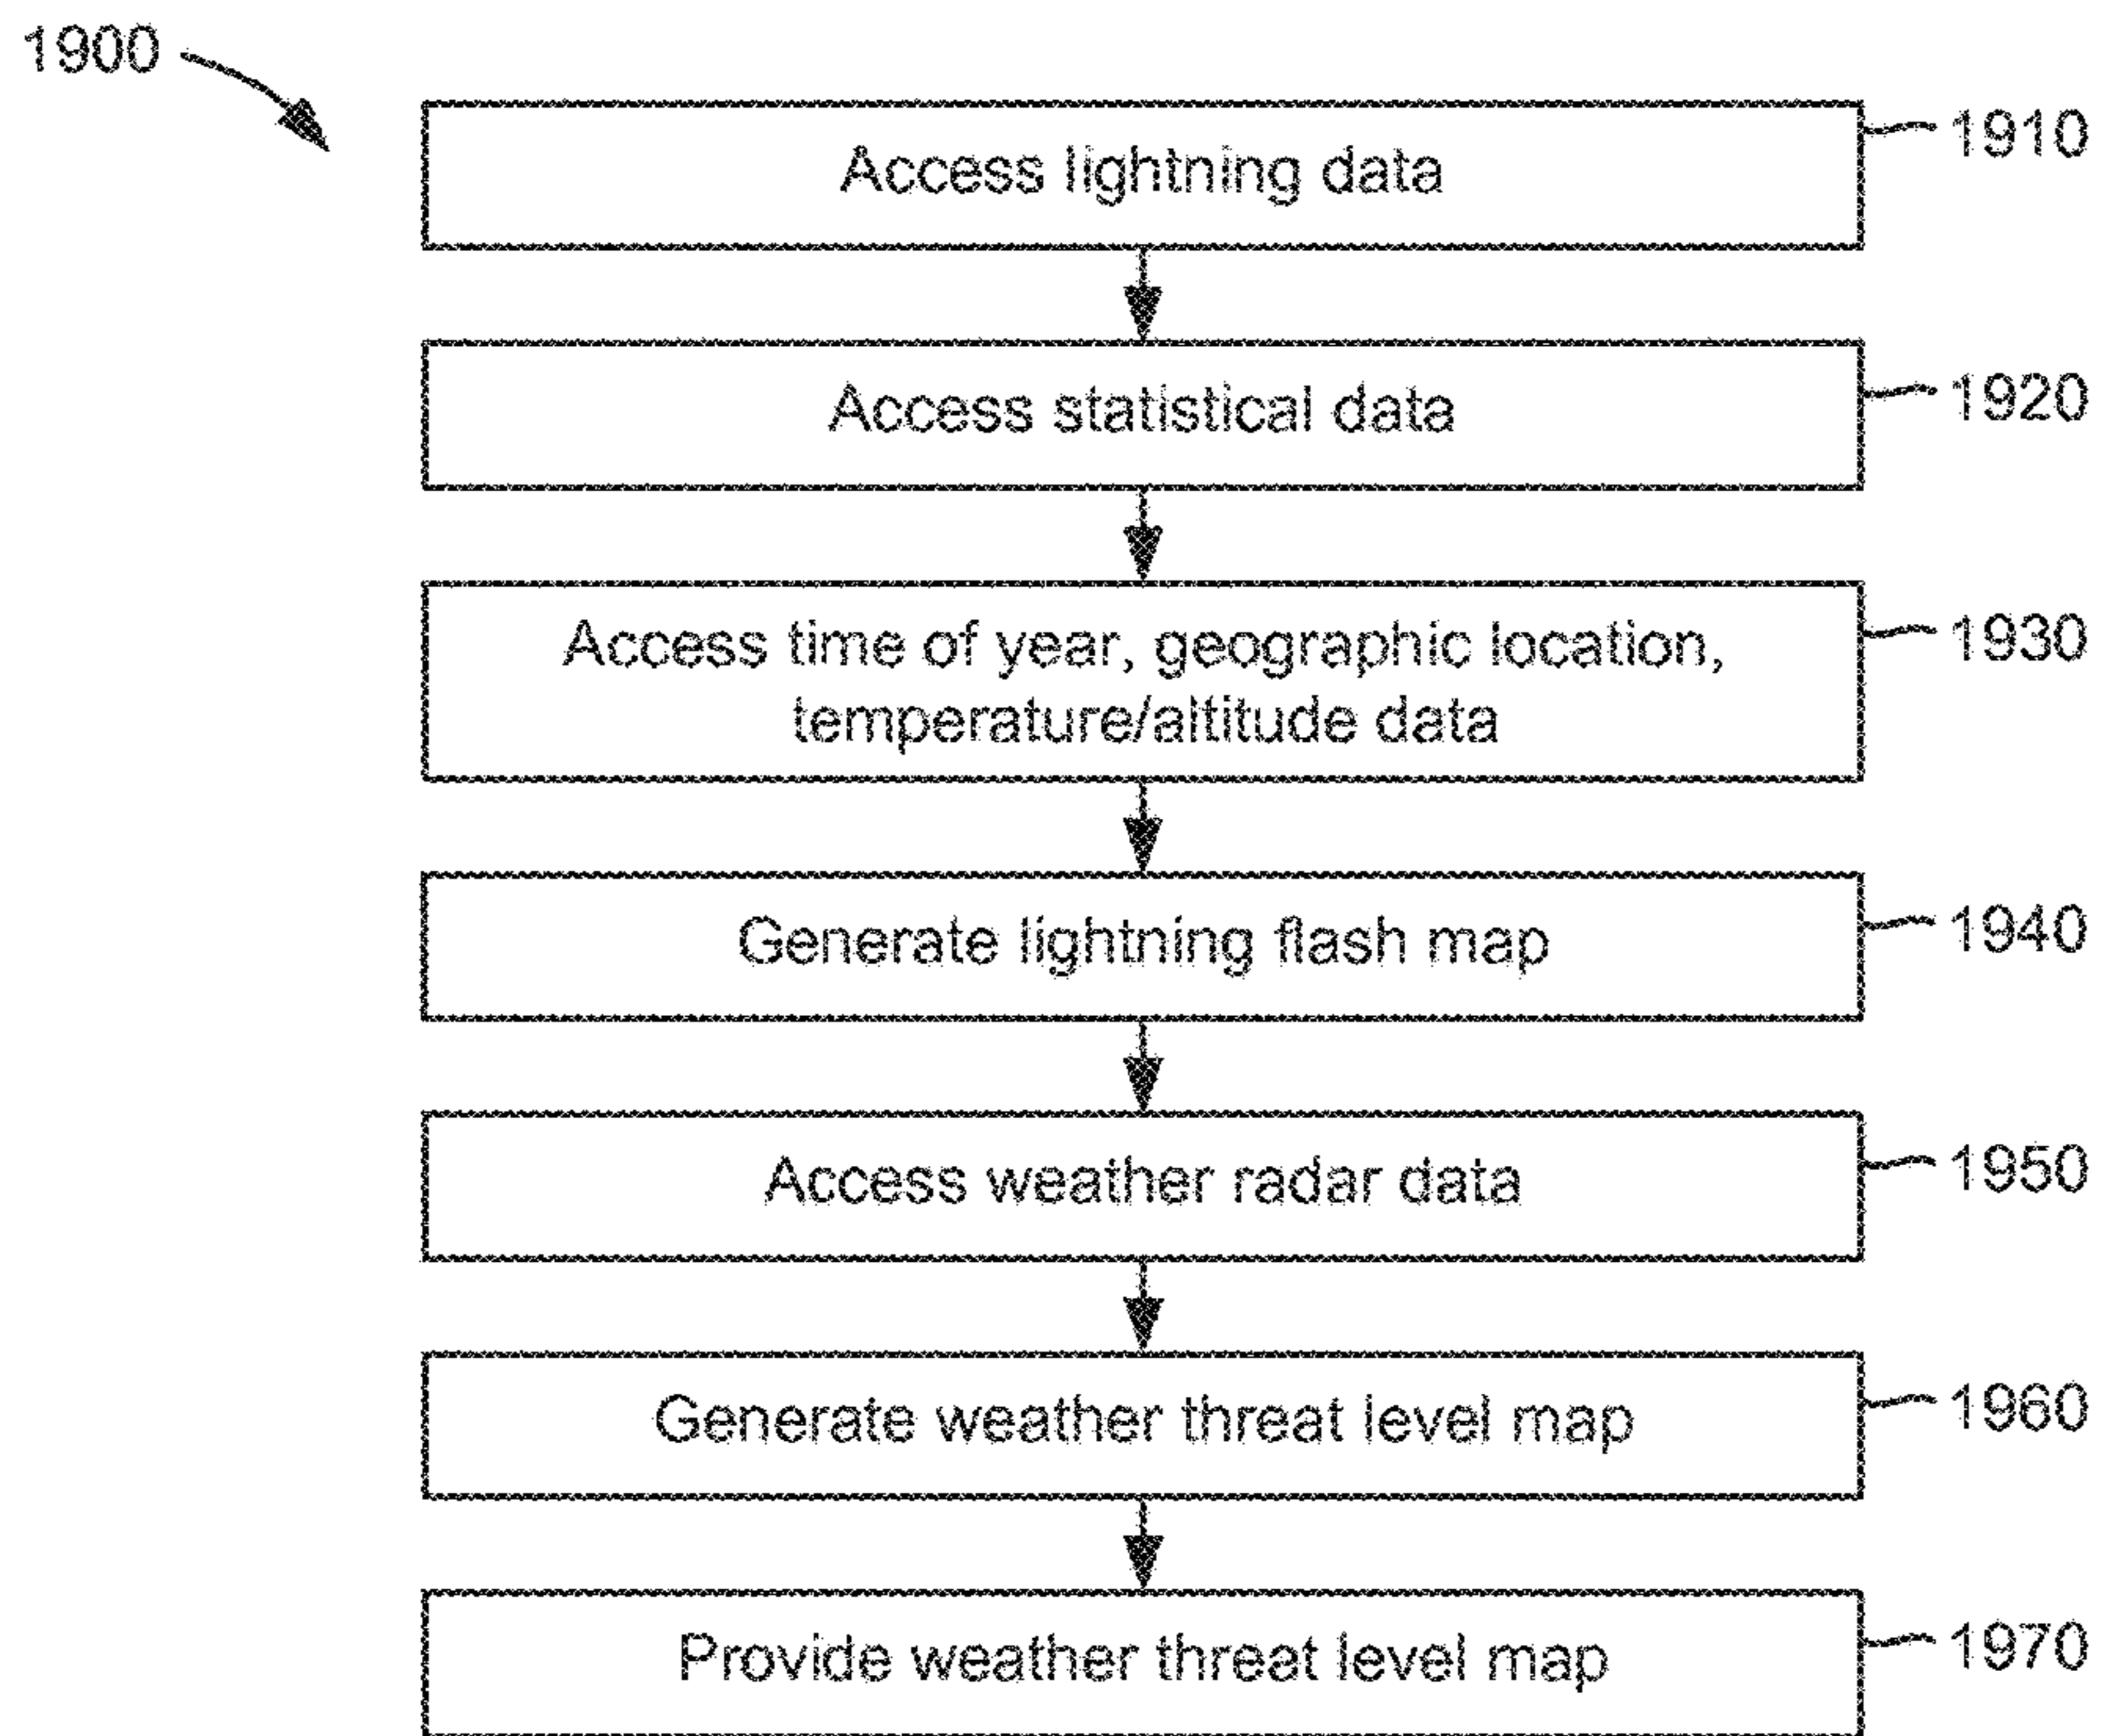 1900
Access lightning data
1910
Access statistical data
1920
Access time of year, geographic location,
temperature/altitude data
1930
Generate lightning flash map
1940
Access weather radar data
1950
Generate weather threat level map
1960
Provide weather threat level map
1970